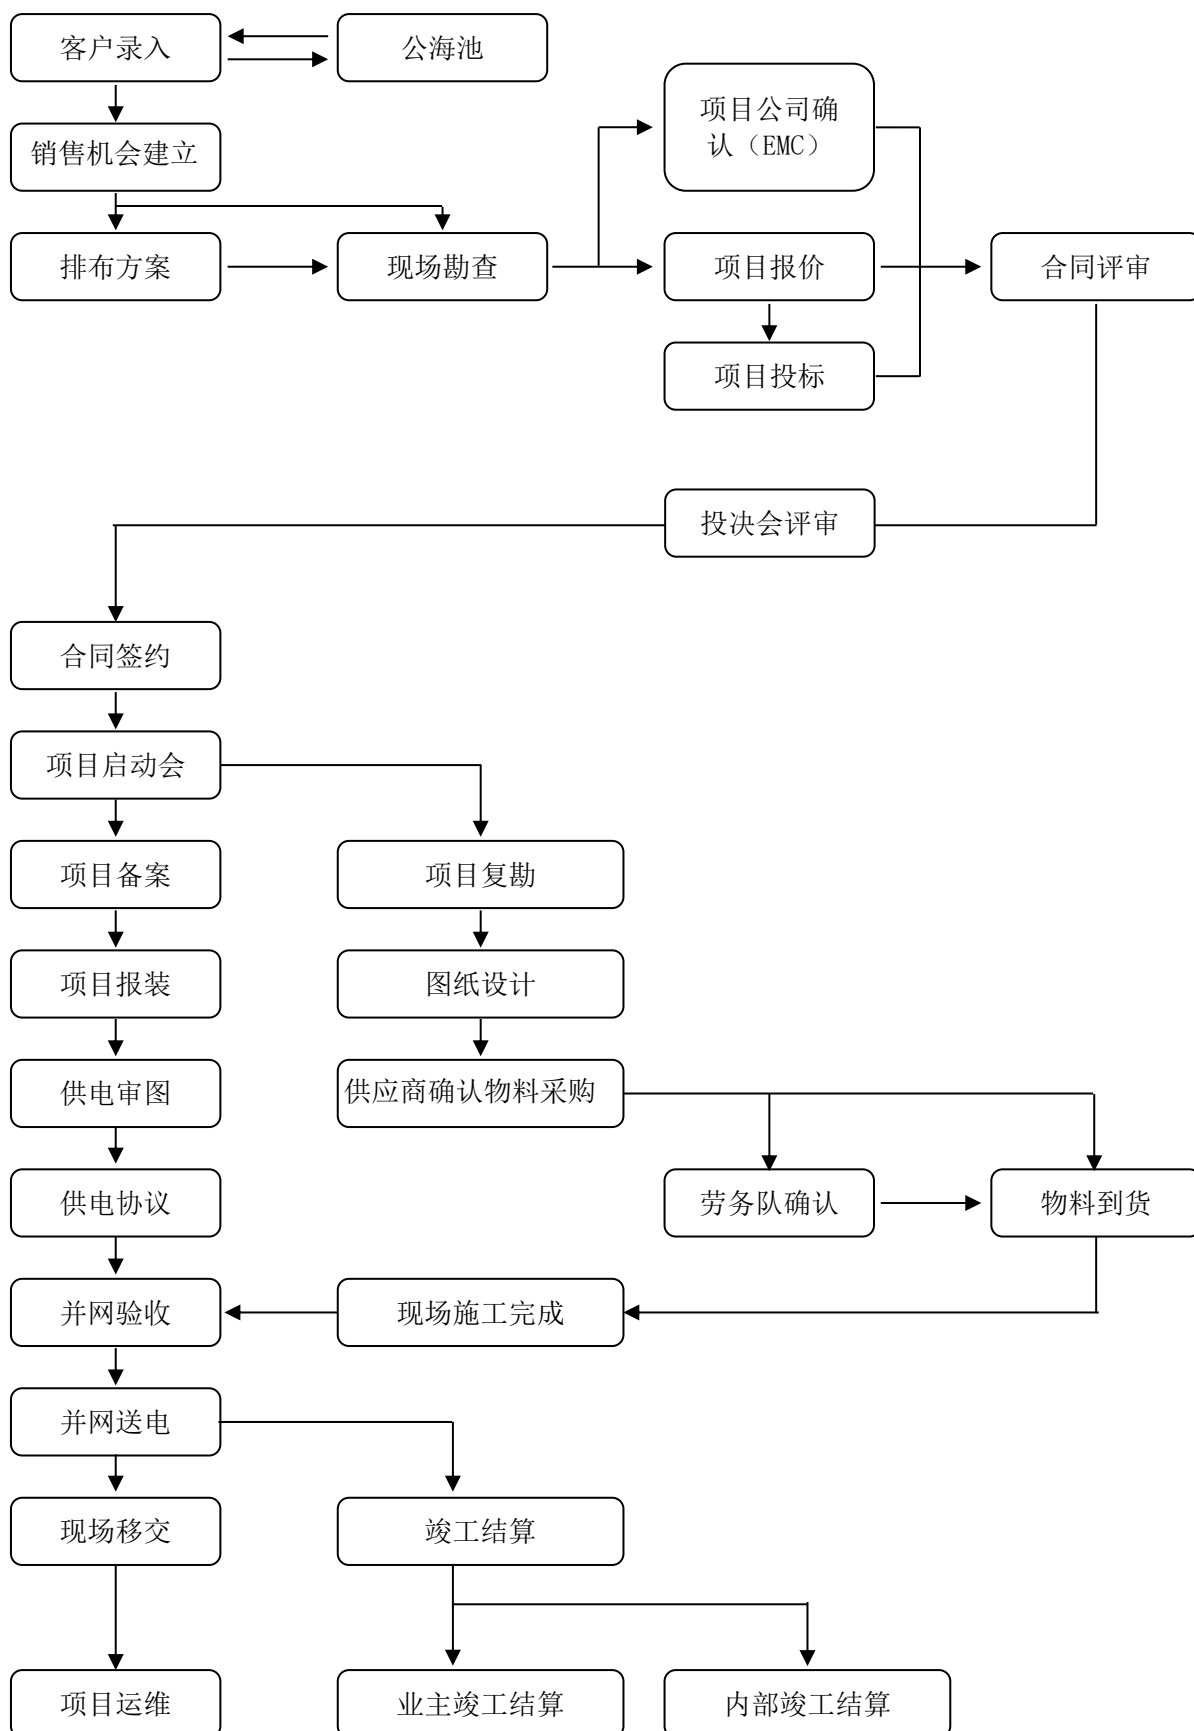 客户录入
公海池
项目公司确
认（EMC）
销售机会建立
排布方案
现场勘查
项目报价
合同评审
项目投标
投决会评审
合同签约
项目启动会
项目备案
项目复勘
项目报装
图纸设计
供电审图
供应商确认物料采购
供电协议
劳务队确认
物料到货
并网验收
现场施工完成
并网送电
现场移交
竣工结算
项目运维
业主竣工结算
内部竣工结算